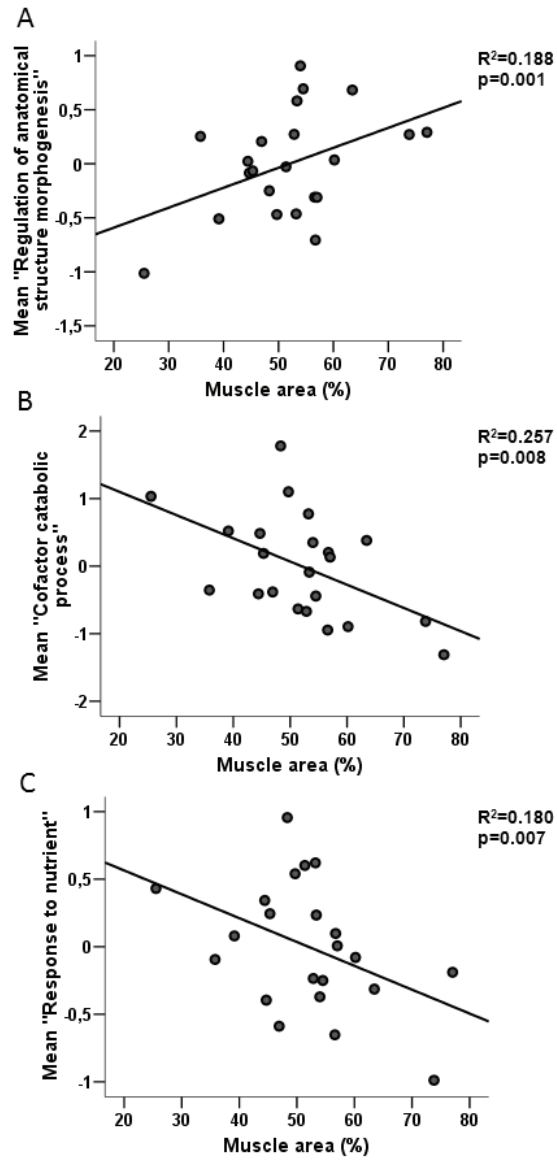 A
Mean "Regulation of anatomical
structure morphogenesis"
1
0,5
0
-0,5
-1
-1,5
R²=0.188
p=0.001
20 30 40 50 60 70 80
Muscle area (%)
B
Mean "Cofactor catabolic
process"
2
1
0
-1
-2
R²=0.257
p=0.008
20 30 40 50 60 70 80
Muscle area (%)
C
Mean "Response to nutrient"
1
0,5
0
-0,5
-1
R²=0.180
p=0.007
20 30 40 50 60 70 80
Muscle area (%)